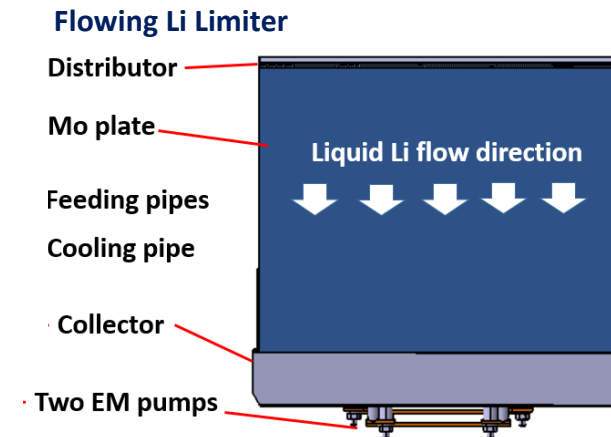 Flowing Li Limiter
Distributor
Mo plate
Liquid Li flow direction
Feeding pipes
Cooling pipe
Collector
Two EM pumps